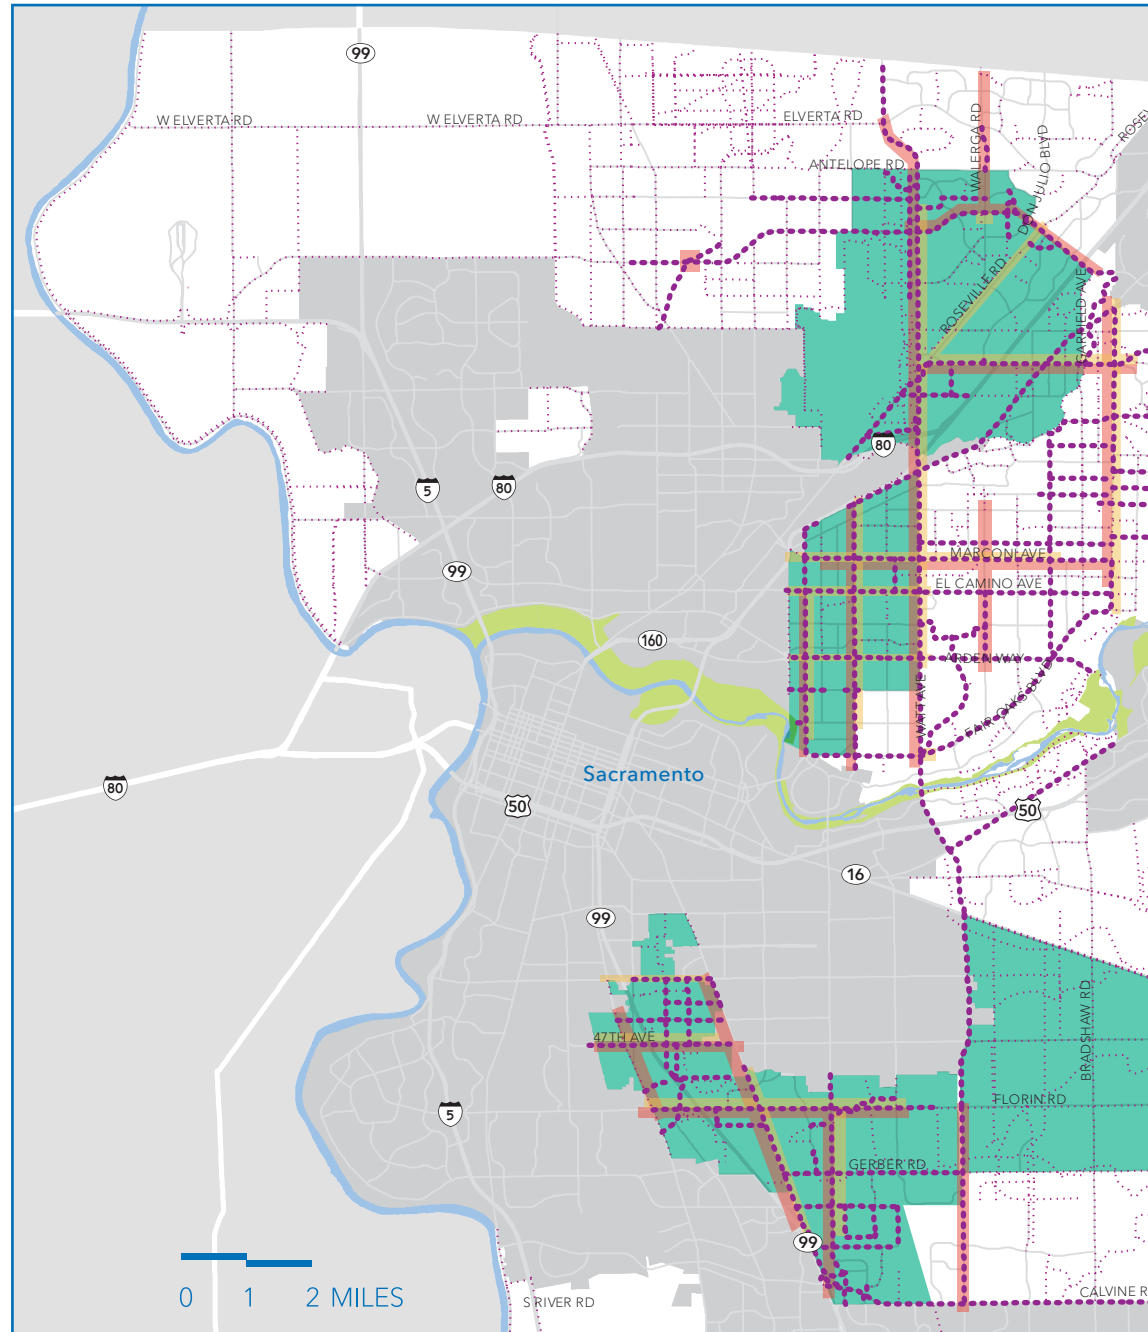 99
W ELVERTA RD
W ELVERTA RD
ELVERTA RD
ANTELOPE RD
WALERGA RD
DON JULIO BLVD
ROSEV
ROSEVILLE RD
GARFIELD AVE
80
5
80
99
MARCONI AVE
EL CAMINO AVE
160
ARDEN WAY
WATT AVE
FAIR OAKS BLVD
Sacramento
80
50
50
16
99
BRADSHAW RD
47TH AVE
5
FLORIN RD
GERBER RD
99
0 1 2 MILES
S RIVER RD
CALVINE R